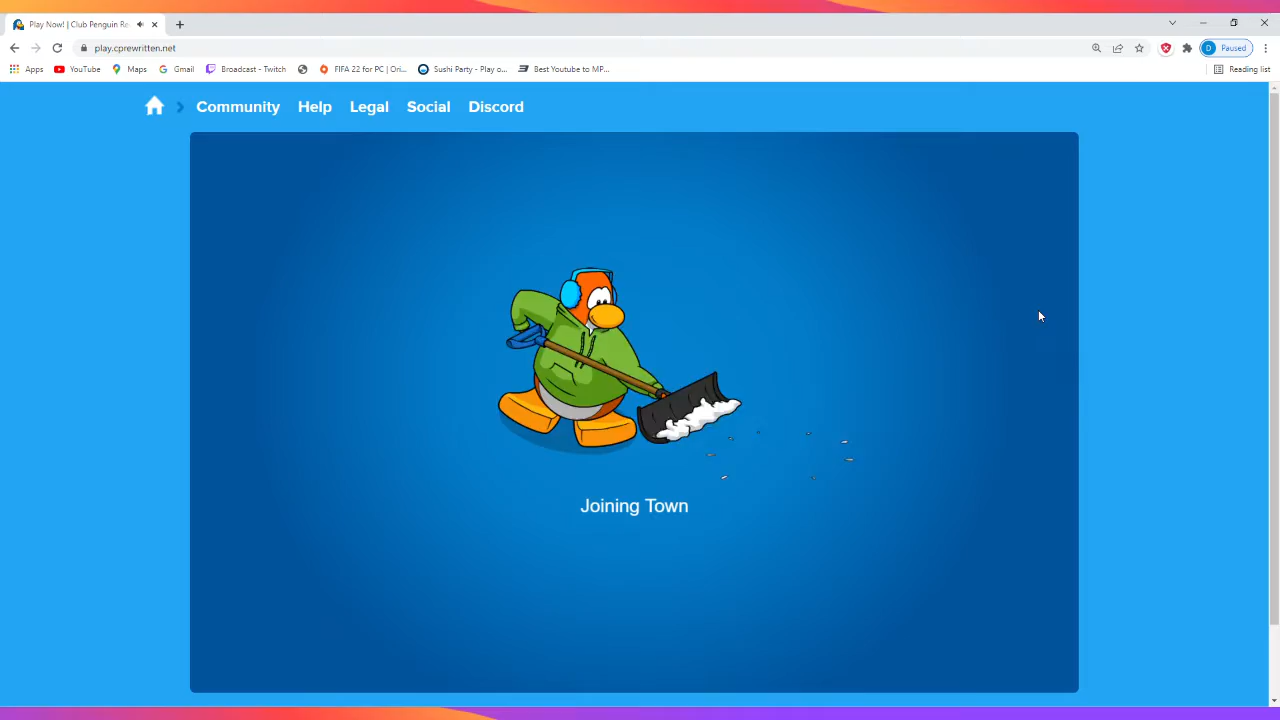 Play Now! | Club Penguin Re
play.cprewritten.net
D Paused
Apps YouTube Maps Gmail Broadcast - Twitch FIFA 22 for PC | Ori... Sushi Party - Play o... Best Youtube to MP... Reading list
Community Help Legal Social Discord
Joining Town